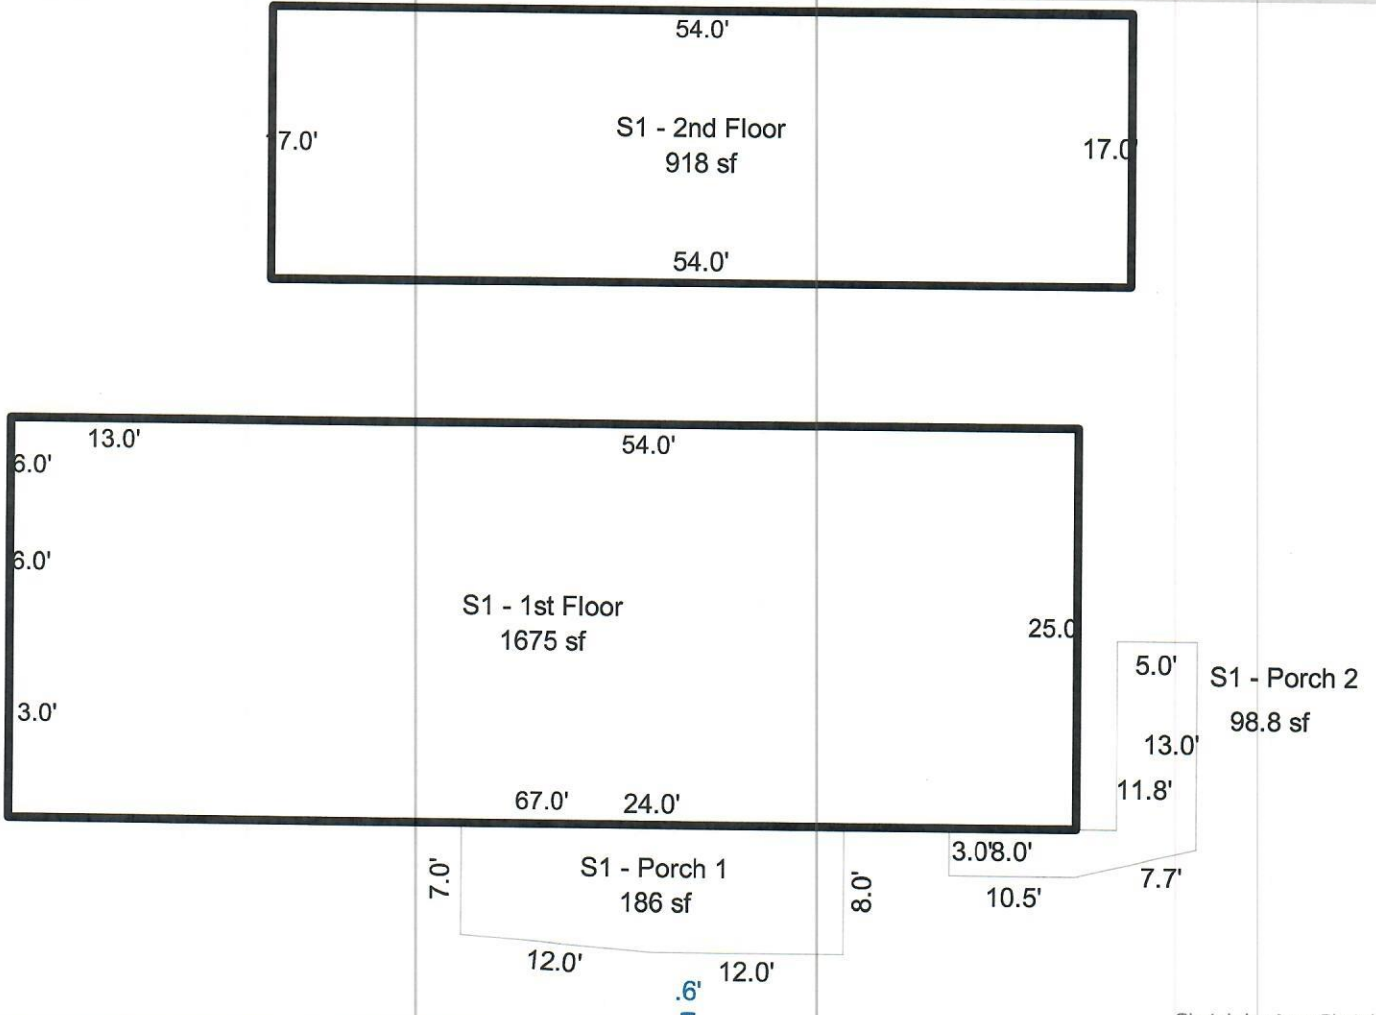 54.0'
S1 - 2nd Floor
7.0'
17.0'
918 sf
54.0'
13.0'
54.0'
6.0'
6.0'
S1 - 1st Floor
1675 sf
25.0
5.0'
S1 - Porch 2
3.0'
98.8 sf
13.0'
11.8'
67.0' 24.0'
3.0' 8.0'
S1 - Porch 1
7.0'
186 sf
8.0'
10.5'
7.7'
12.0'
12.0'
.6'